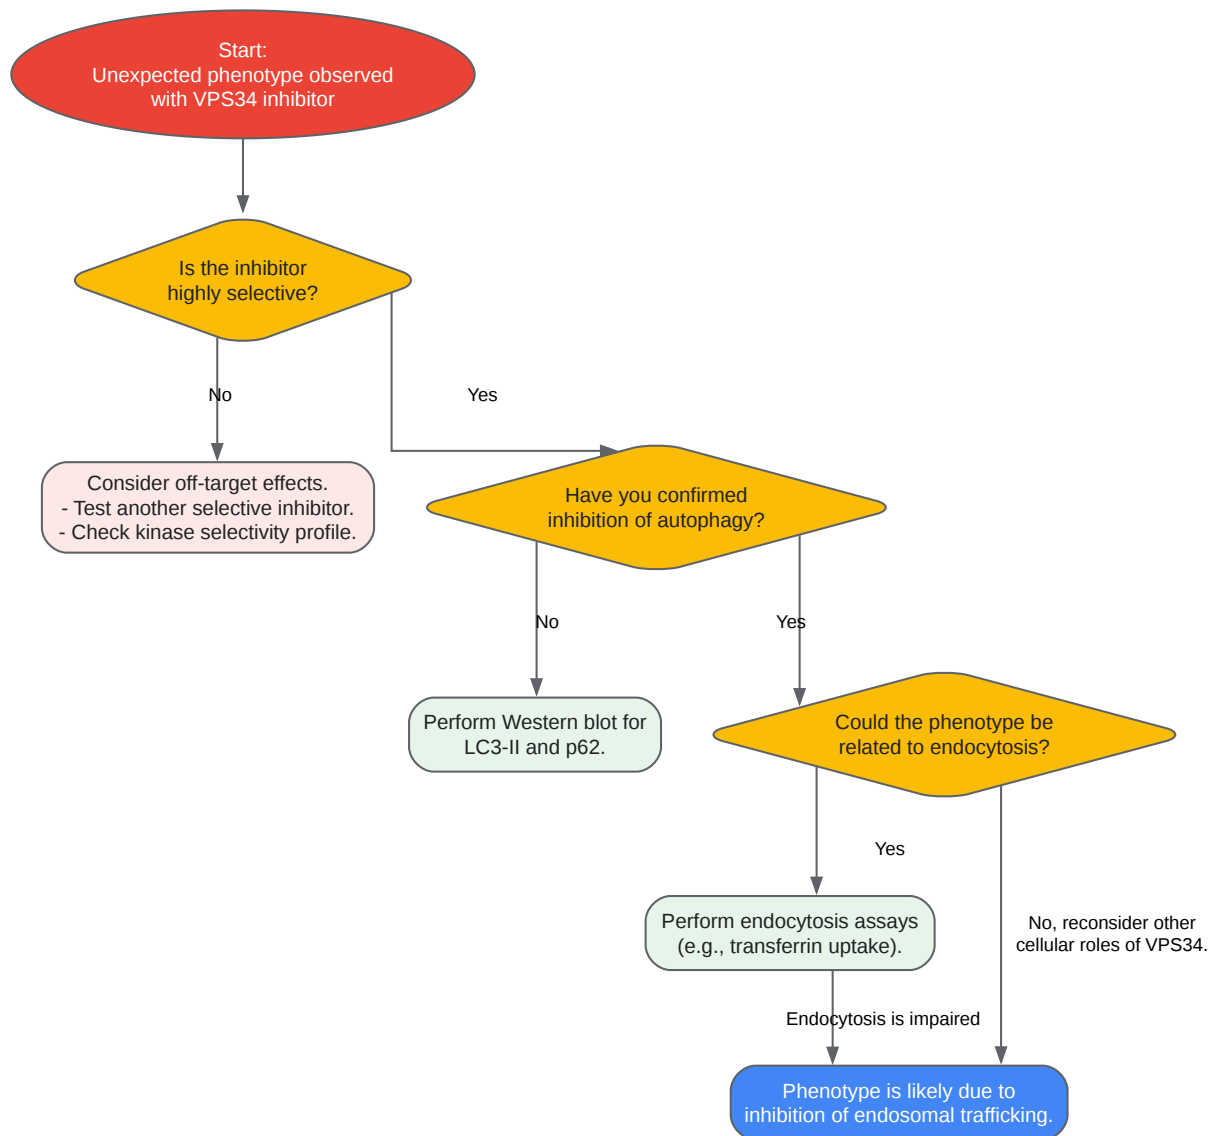 Start:
Unexpected phenotype observed
with VPS34 inhibitor
Is the inhibitor
highly selective?
No
Yes
Consider off-target effects.
- Test another selective inhibitor.
- Check kinase selectivity profile.
Have you confirmed
inhibition of autophagy?
No
Yes
Perform Western blot for
LC3-II and p62.
Could the phenotype be
related to endocytosis?
Yes
Perform endocytosis assays
(e.g., transferrin uptake).
No, reconsider other
cellular roles of VPS34.
Endocytosis is impaired
Phenotype is likely due to
inhibition of endosomal trafficking.